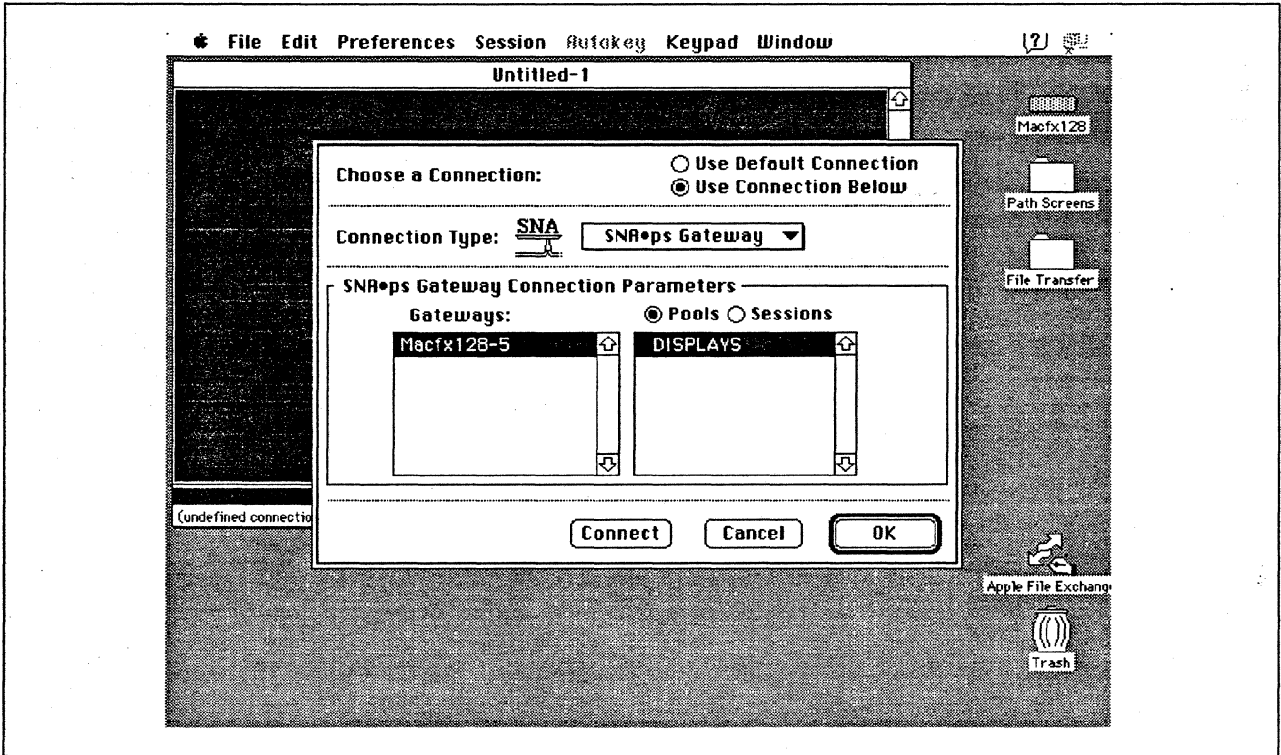 File Edit Preferences Session Autokey Keypad Window
Untitled-1
Macfx128
Choose a Connection:
Use Default Connection
Use Connection Below
Path Screens
Connection Type: SNA SNA•ps Gateway
File Transfer
SNA•ps Gateway Connection Parameters
Gateways:
Pools Sessions
Macfx128-5
DISPLAYS
(undefined connectio
Connect Cancel OK
Apple File Exchang
Trash